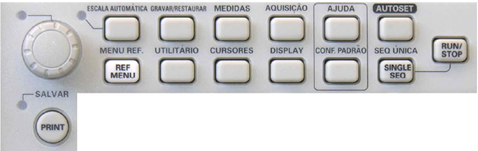 ESCALA AUTOMÁTICA GRAVAR/RESTAURAR MEDIDAS AQUISIÇÃO AJUDA AUTOSET
MENU REF. UTILITÁRIO CURSORES DISPLAY CONF. PADRÃO SEQ ÚNICA RUN/
STOP
REF
MENU
SINGLE
SEQ
SALVAR
PRINT